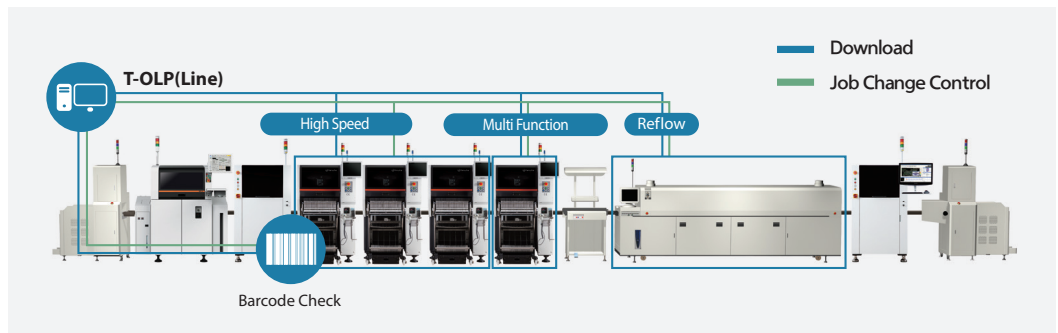 T-OLP(Line)
Download
Job Change Control
High Speed
Multi Function
Reflow
Barcode Check